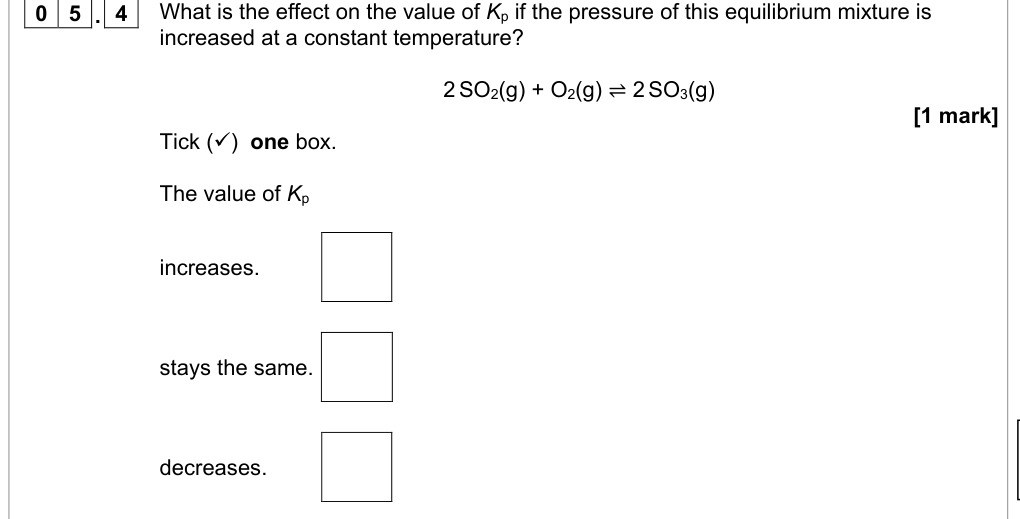 0 5 . 4 What is the effect on the value of Kp if the pressure of this equilibrium mixture is
increased at a constant temperature?
2 SO2(g) + O2(g) ⇌ 2 SO3(g)
[1 mark]
Tick (✓) one box.
The value of Kp
increases.
stays the same.
decreases.